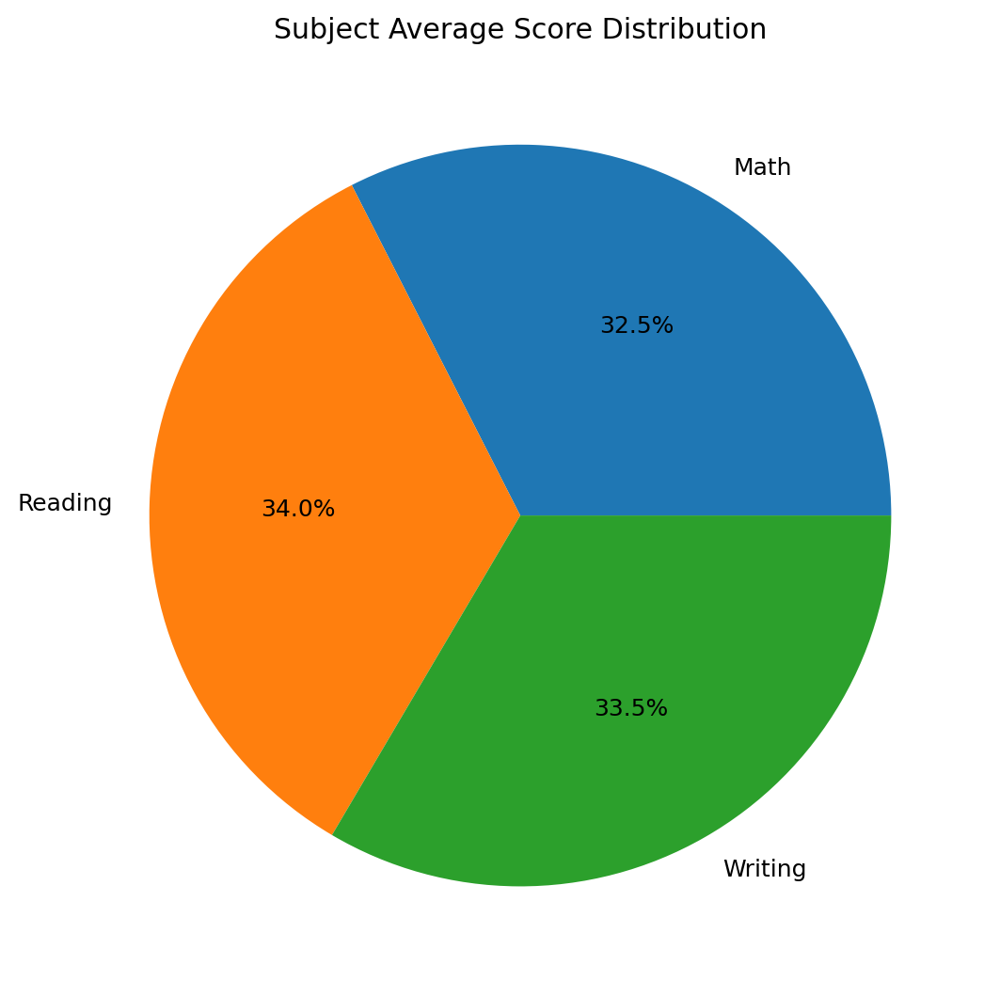 Subject Average Score Distribution
Math
32.5%
Reading
34.0%
33.5%
Writing